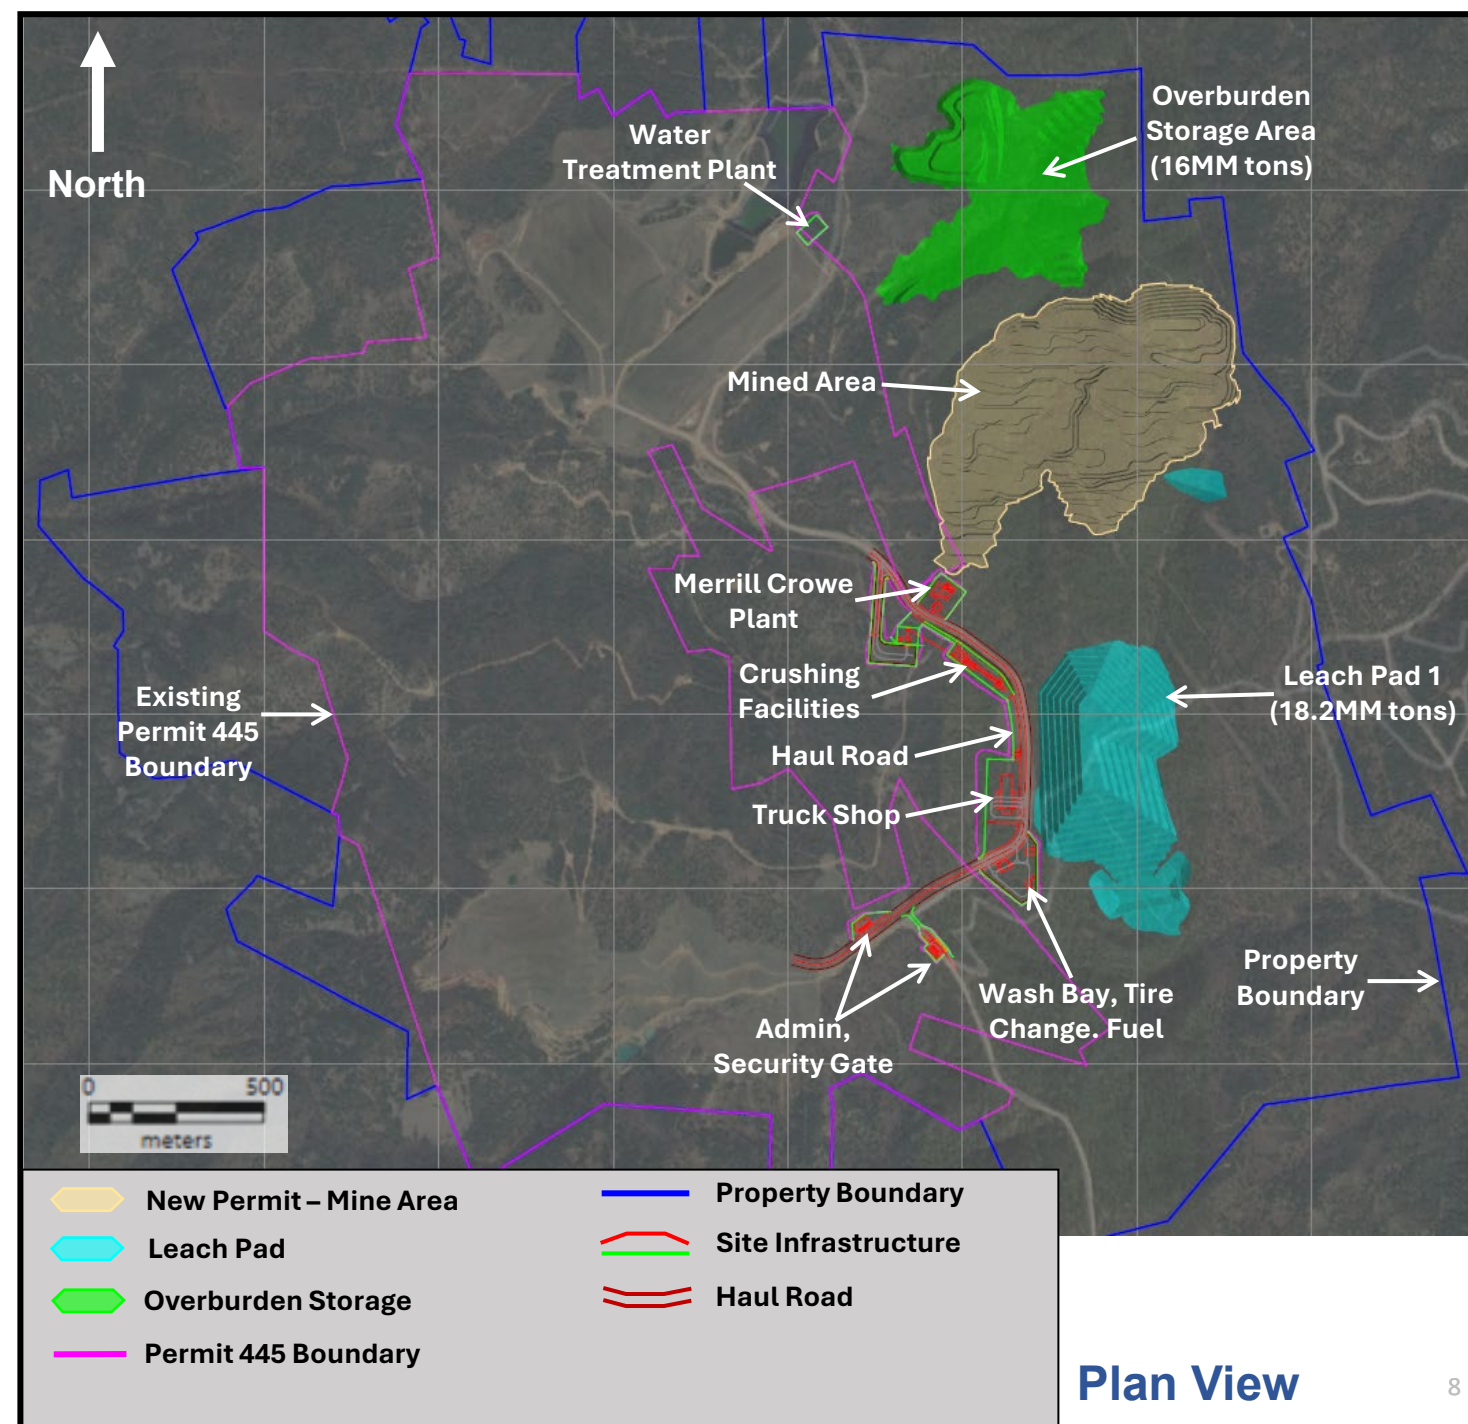 North
Water
Treatment Plant
Overburden
Storage Area
(16MM tons)
Mined Area
Merrill Crowe
Plant
Crushing
Facilities
Haul Road
Truck Shop
Leach Pad 1
(18.2MM tons)
Existing
Permit 445
Boundary
Property
Boundary
Wash Bay, Tire
Change. Fuel
Admin,
Security Gate
0 500
meters
New Permit – Mine Area
Leach Pad
Overburden Storage
Permit 445 Boundary
Property Boundary
Site Infrastructure
Haul Road
Plan View
8